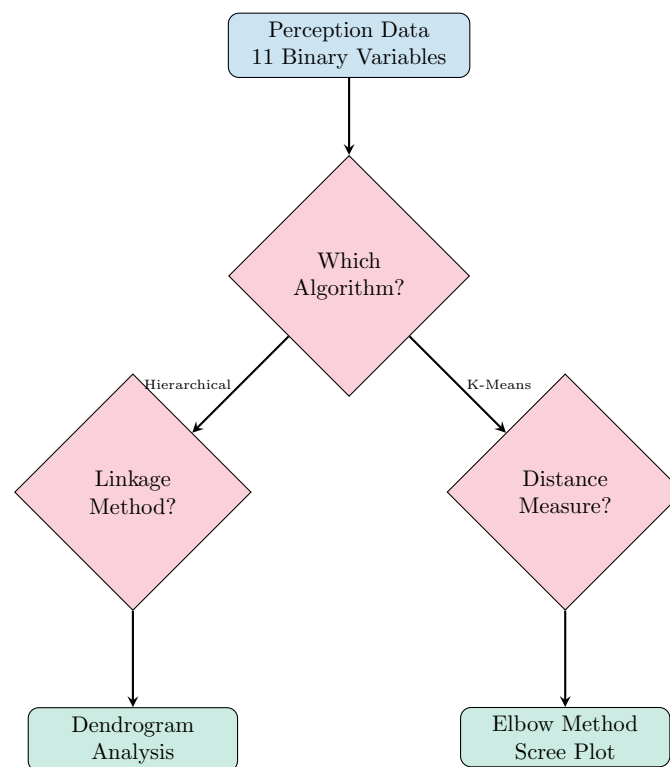 Perception Data
11 Binary Variables
Which
Algorithm?
Hierarchical
K-Means
Linkage
Method?
Distance
Measure?
Dendrogram
Analysis
Elbow Method
Scree Plot